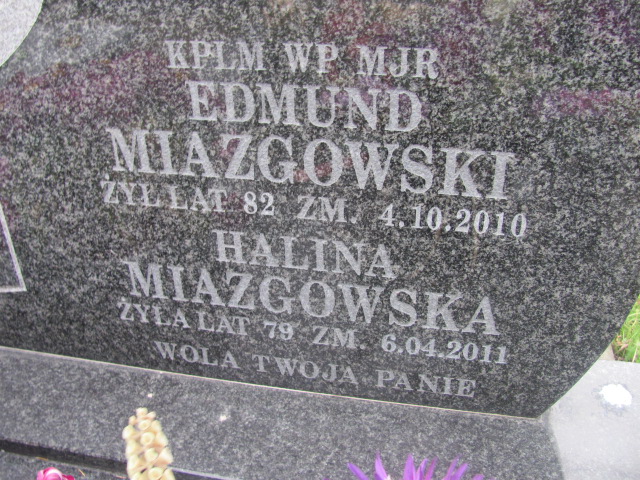 KPLM WP MJR
EDMUND
MIAZGOWSKI
ŻYŁ LAT 82 ZM. 4.10.2010
HALINA
MIAZGOWSKA
ŻYŁA LAT 79 ZM. 6.04.2011
WOLA TWOJA PANIE